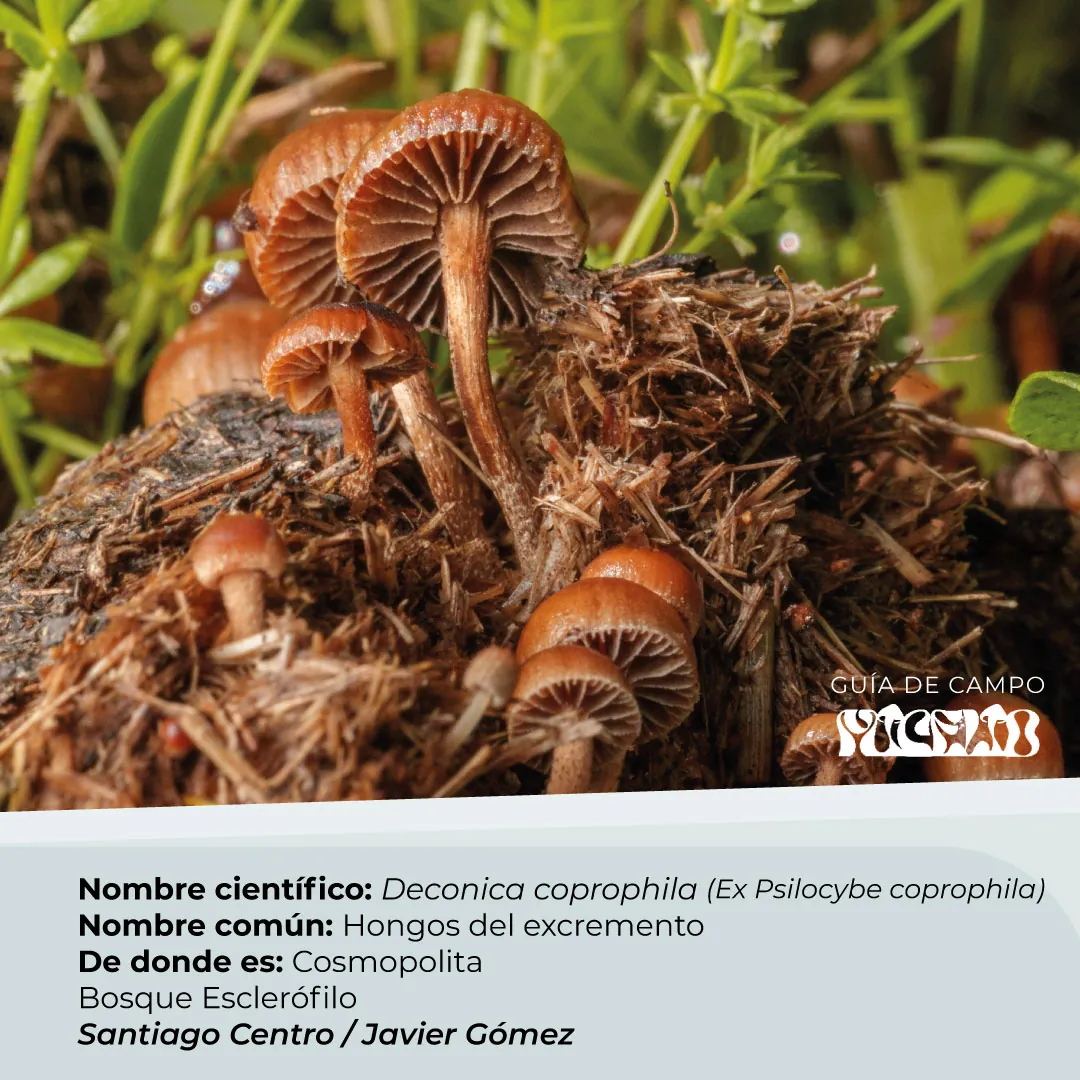 GUÍA DE CAMPO
MICELIO
Nombre científico: Deconica coprophila (Ex Psilocybe coprophila)
Nombre común: Hongos del excremento
De donde es: Cosmopolita
Bosque Esclerófilo
Santiago Centro / Javier Gómez